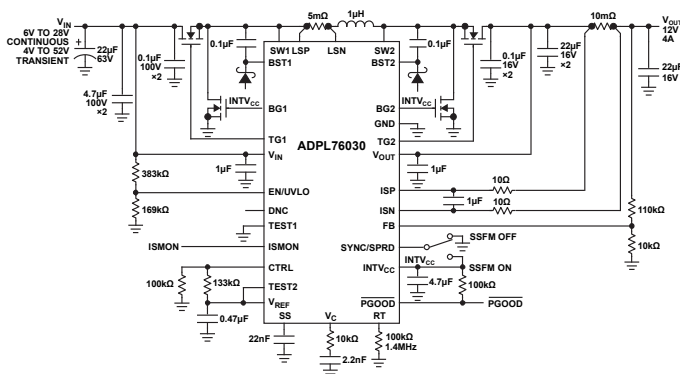 VIN
6V TO 28V
CONTINUOUS
4V TO 52V
TRANSIENT
+
22µF
63V
4.7µF
100V
×2
0.1µF
100V
×2
0.1µF
5mΩ
1µH
SW1 LSP
LSN
SW2
BST1
BST2
0.1µF
0.1µF
16V
×2
22µF
16V
×2
10mΩ
VOUT
12V
4A
22µF
16V
INTVCC
BG1
TG1
INTVCC
BG2
GND
TG2
ADPL76030
VIN
1µF
VOUT
1µF
383kΩ
169kΩ
EN/UVLO
DNC
TEST1
ISMON
ISMON
CTRL
100kΩ
133kΩ
TEST2
VREF
0.47µF
ISP
10Ω
1µF
ISN
10Ω
FB
110kΩ
10kΩ
SYNC/SPRD
SSFM OFF
INTVCC
INTVCC
SSFM ON
4.7µF
100kΩ
PGOOD
PGOOD
SS
VC
RT
22nF
10kΩ
2.2nF
100kΩ
1.4MHz